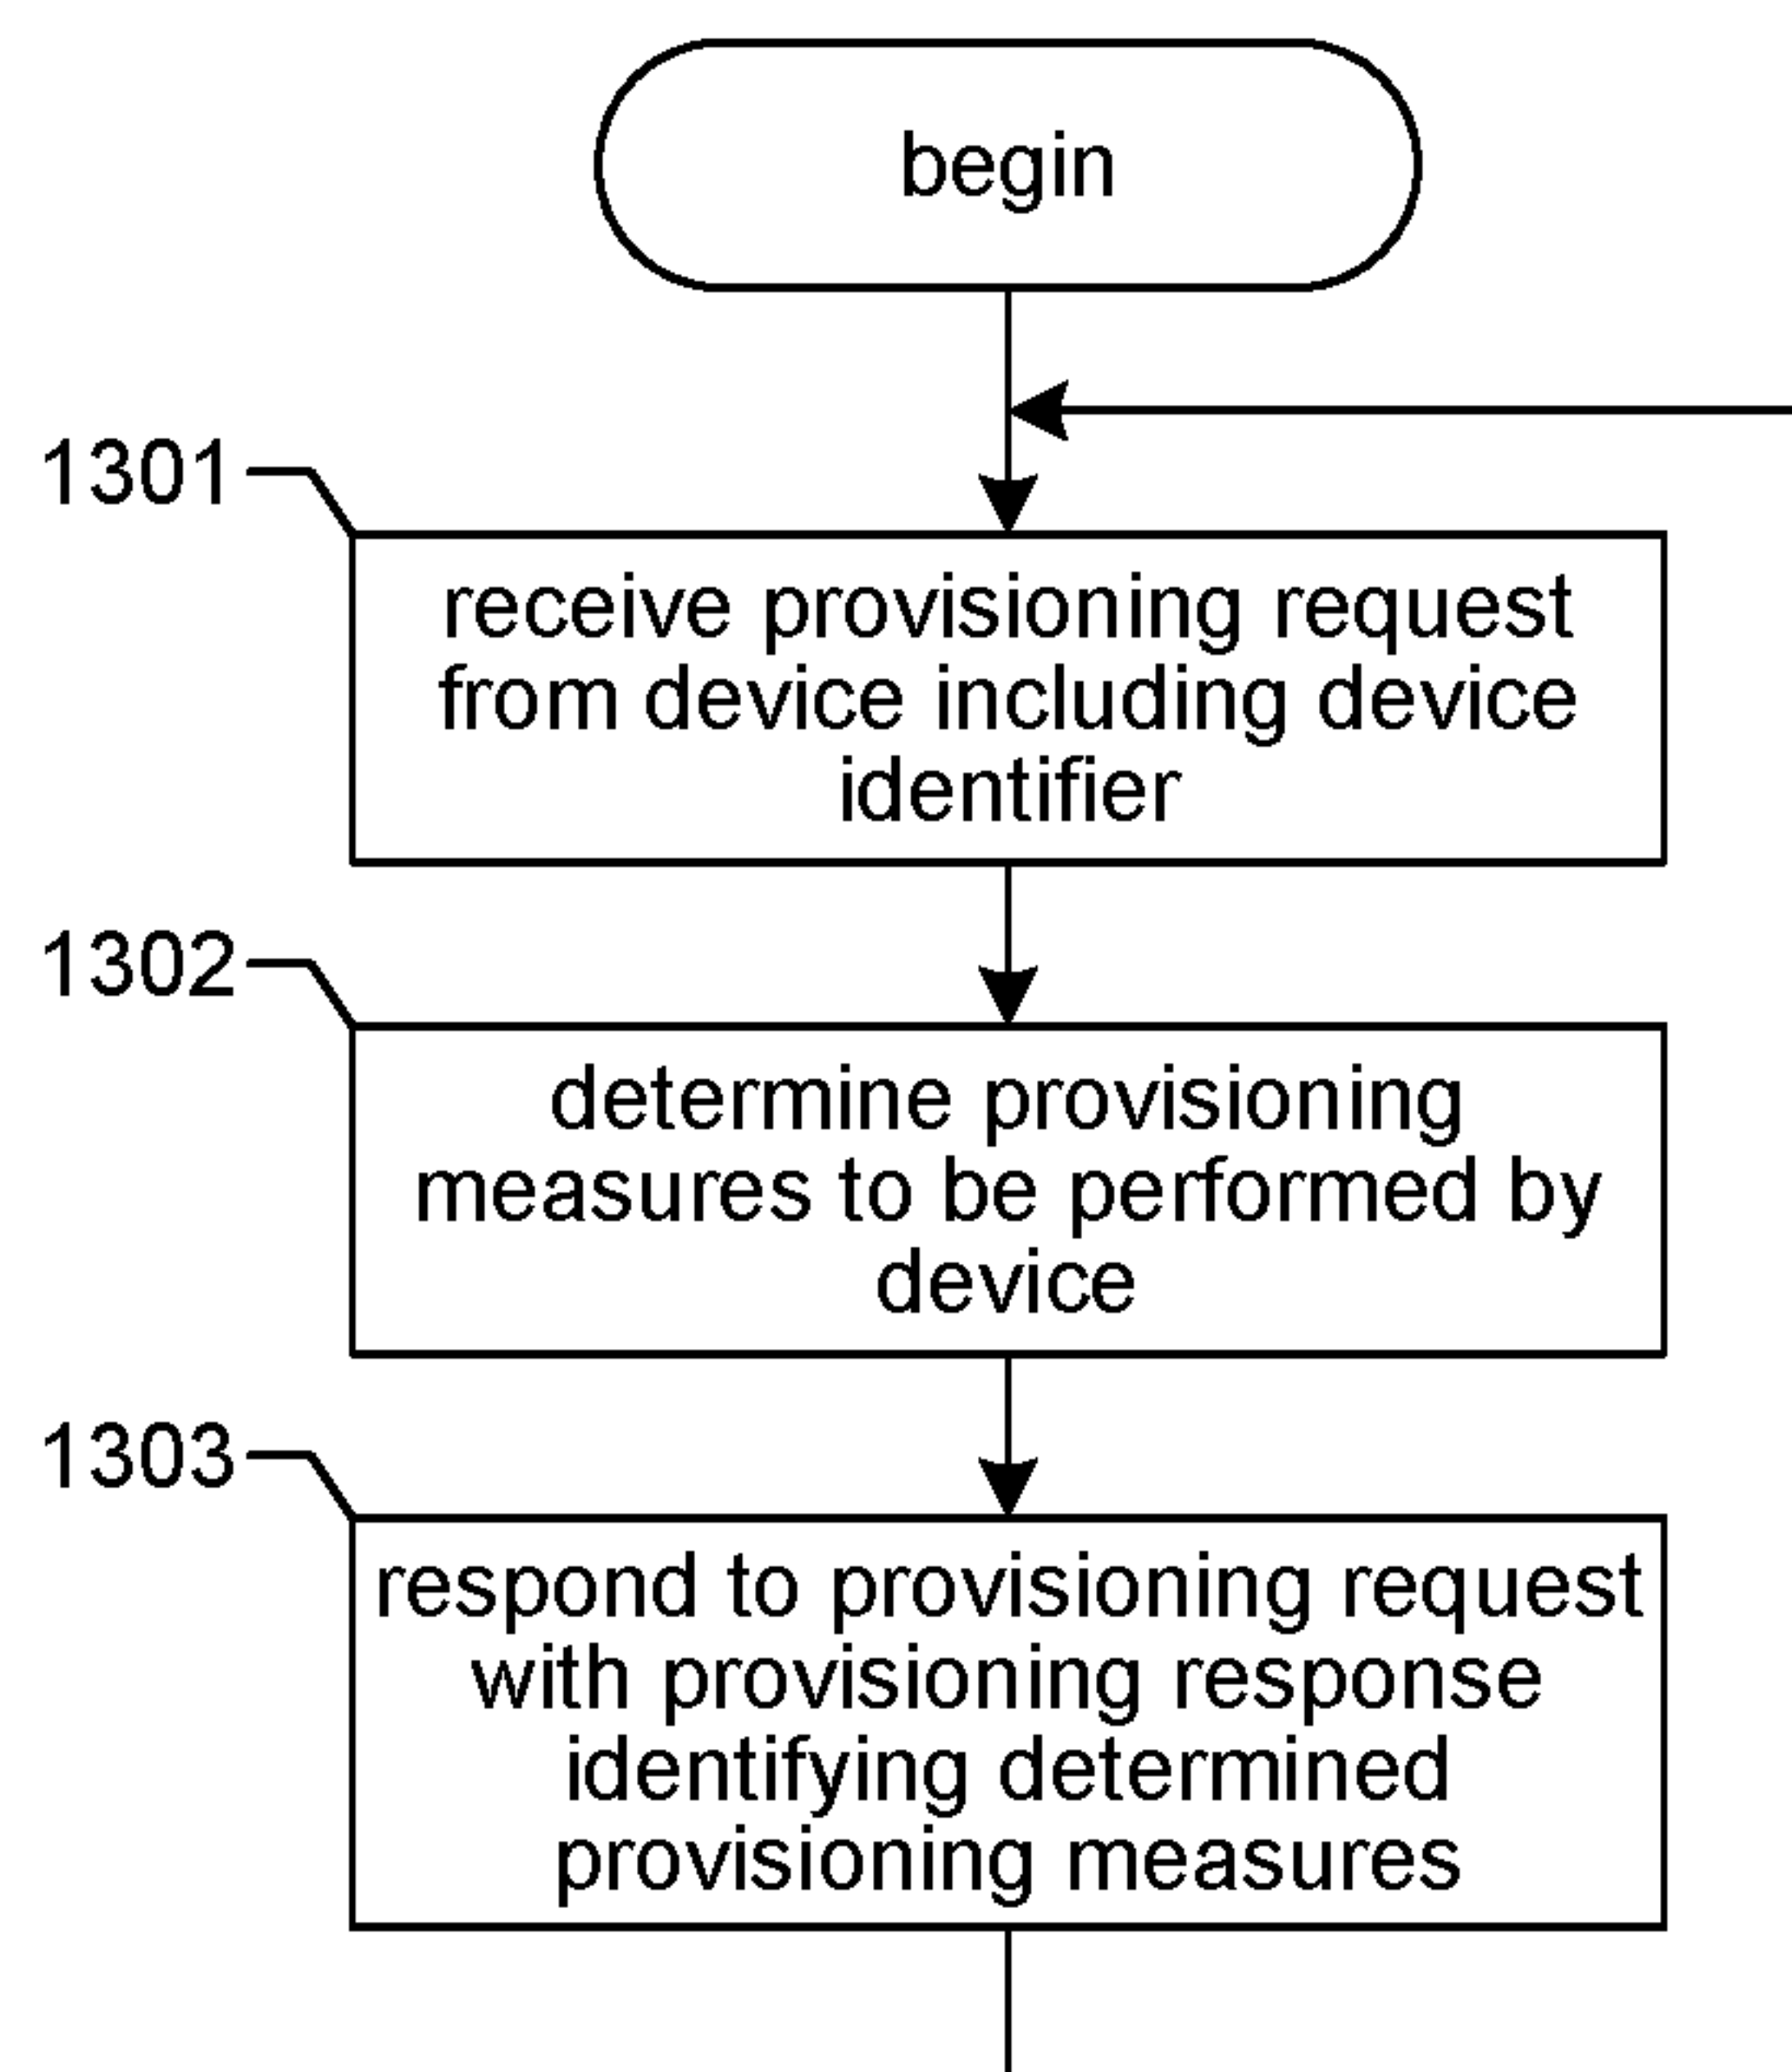 begin
1301
receive provisioning request
from device including device
identifier
1302
determine provisioning
measures to be performed by
device
1303
respond to provisioning request
with provisioning response
identifying determined
provisioning measures